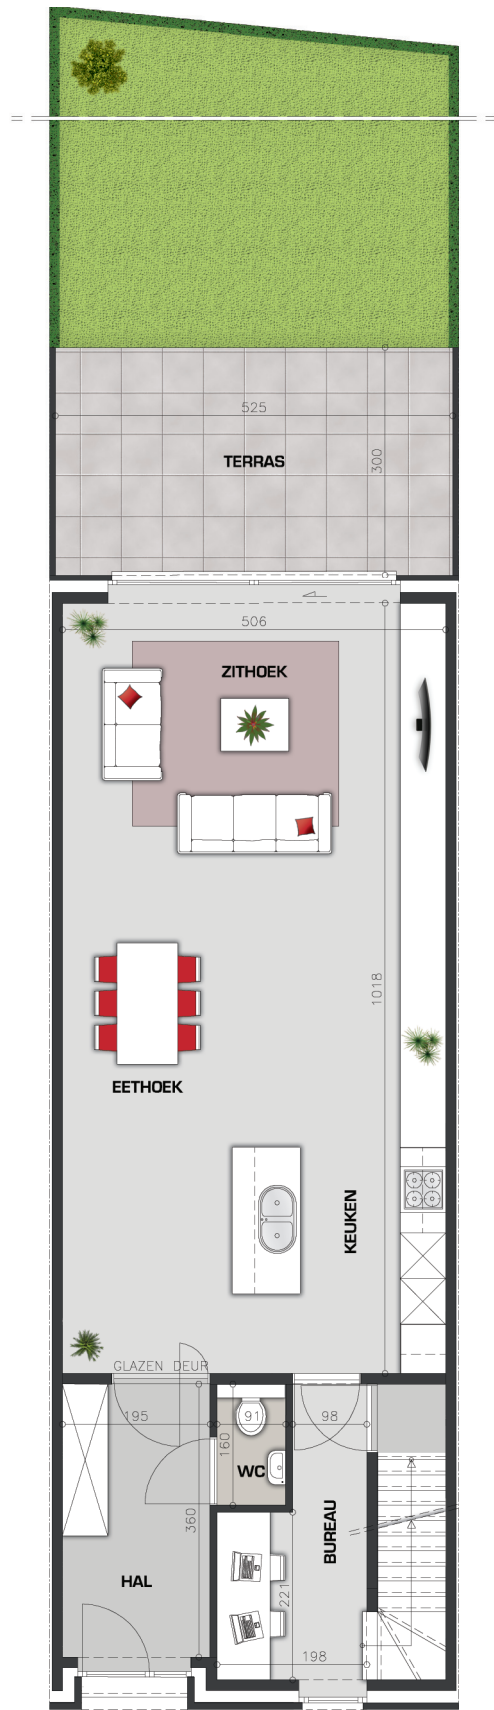 525
TERRAS
300
506
ZITHOEK
1018
EETHOEK
KEUKEN
GLAZEN DEUR
195
91
98
160
WC
360
BUREAU
HAL
221
198